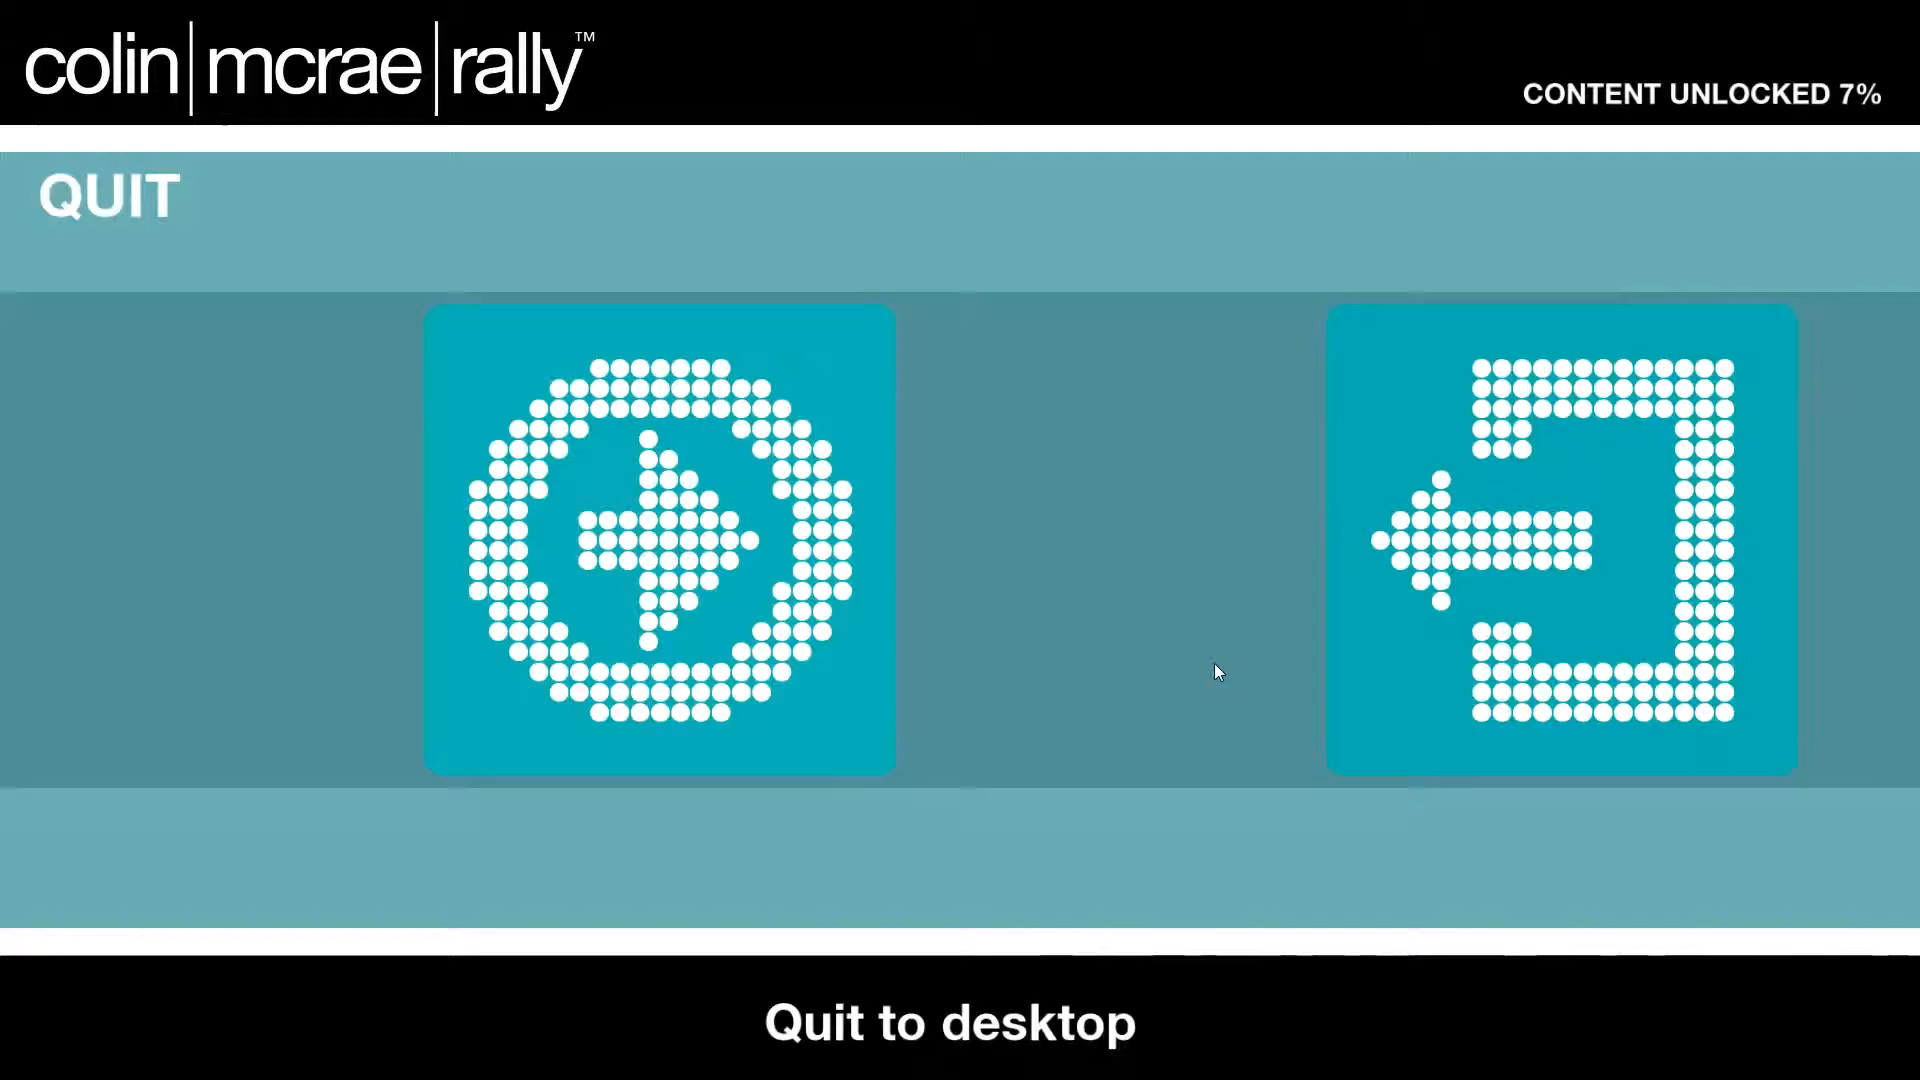 colin|mcrae|rally™
CONTENT UNLOCKED 7%
QUIT
Quit to desktop